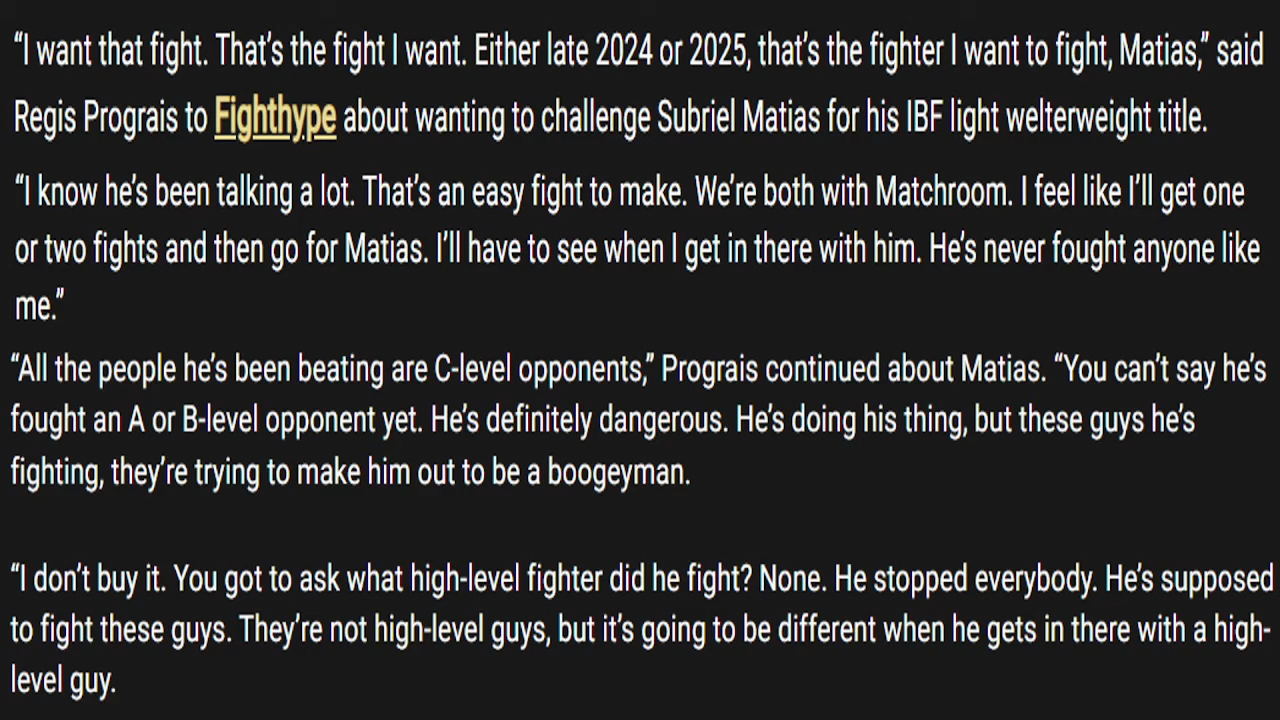 “I want that fight. That’s the fight I want. Either late 2024 or 2025, that’s the fighter I want to fight, Matias,” said
Regis Prograis to Fighthype about wanting to challenge Subriel Matias for his IBF light welterweight title.
“I know he’s been talking a lot. That’s an easy fight to make. We’re both with Matchroom. I feel like I’ll get one
or two fights and then go for Matias. I’ll have to see when I get in there with him. He’s never fought anyone like
me.”
“All the people he’s been beating are C-level opponents,” Prograis continued about Matias. “You can’t say he’s
fought an A or B-level opponent yet. He’s definitely dangerous. He’s doing his thing, but these guys he’s
fighting, they’re trying to make him out to be a boogeyman.
“I don’t buy it. You got to ask what high-level fighter did he fight? None. He stopped everybody. He’s supposed
to fight these guys. They’re not high-level guys, but it’s going to be different when he gets in there with a high-
level guy.